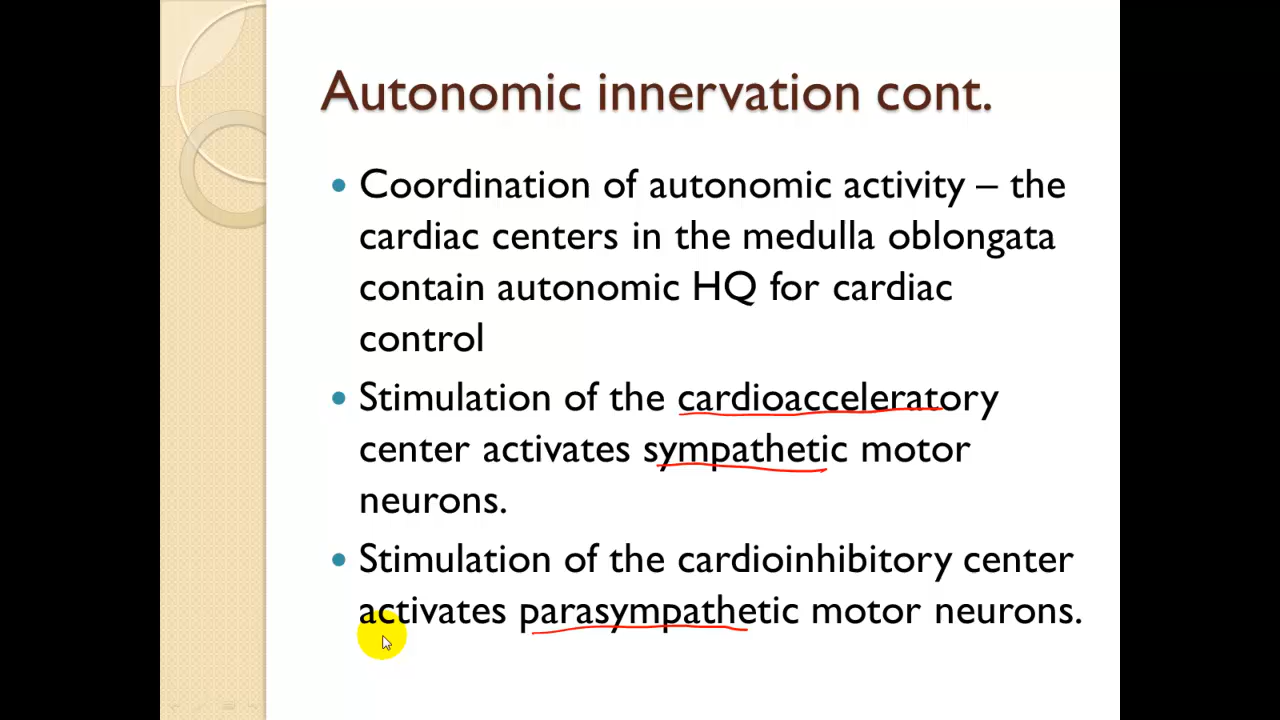 Autonomic innervation cont.
• Coordination of autonomic activity – the
cardiac centers in the medulla oblongata
contain autonomic HQ for cardiac
control
• Stimulation of the cardioacceleratory
center activates sympathetic motor
neurons.
• Stimulation of the cardioinhibitory center
activates parasympathetic motor neurons.